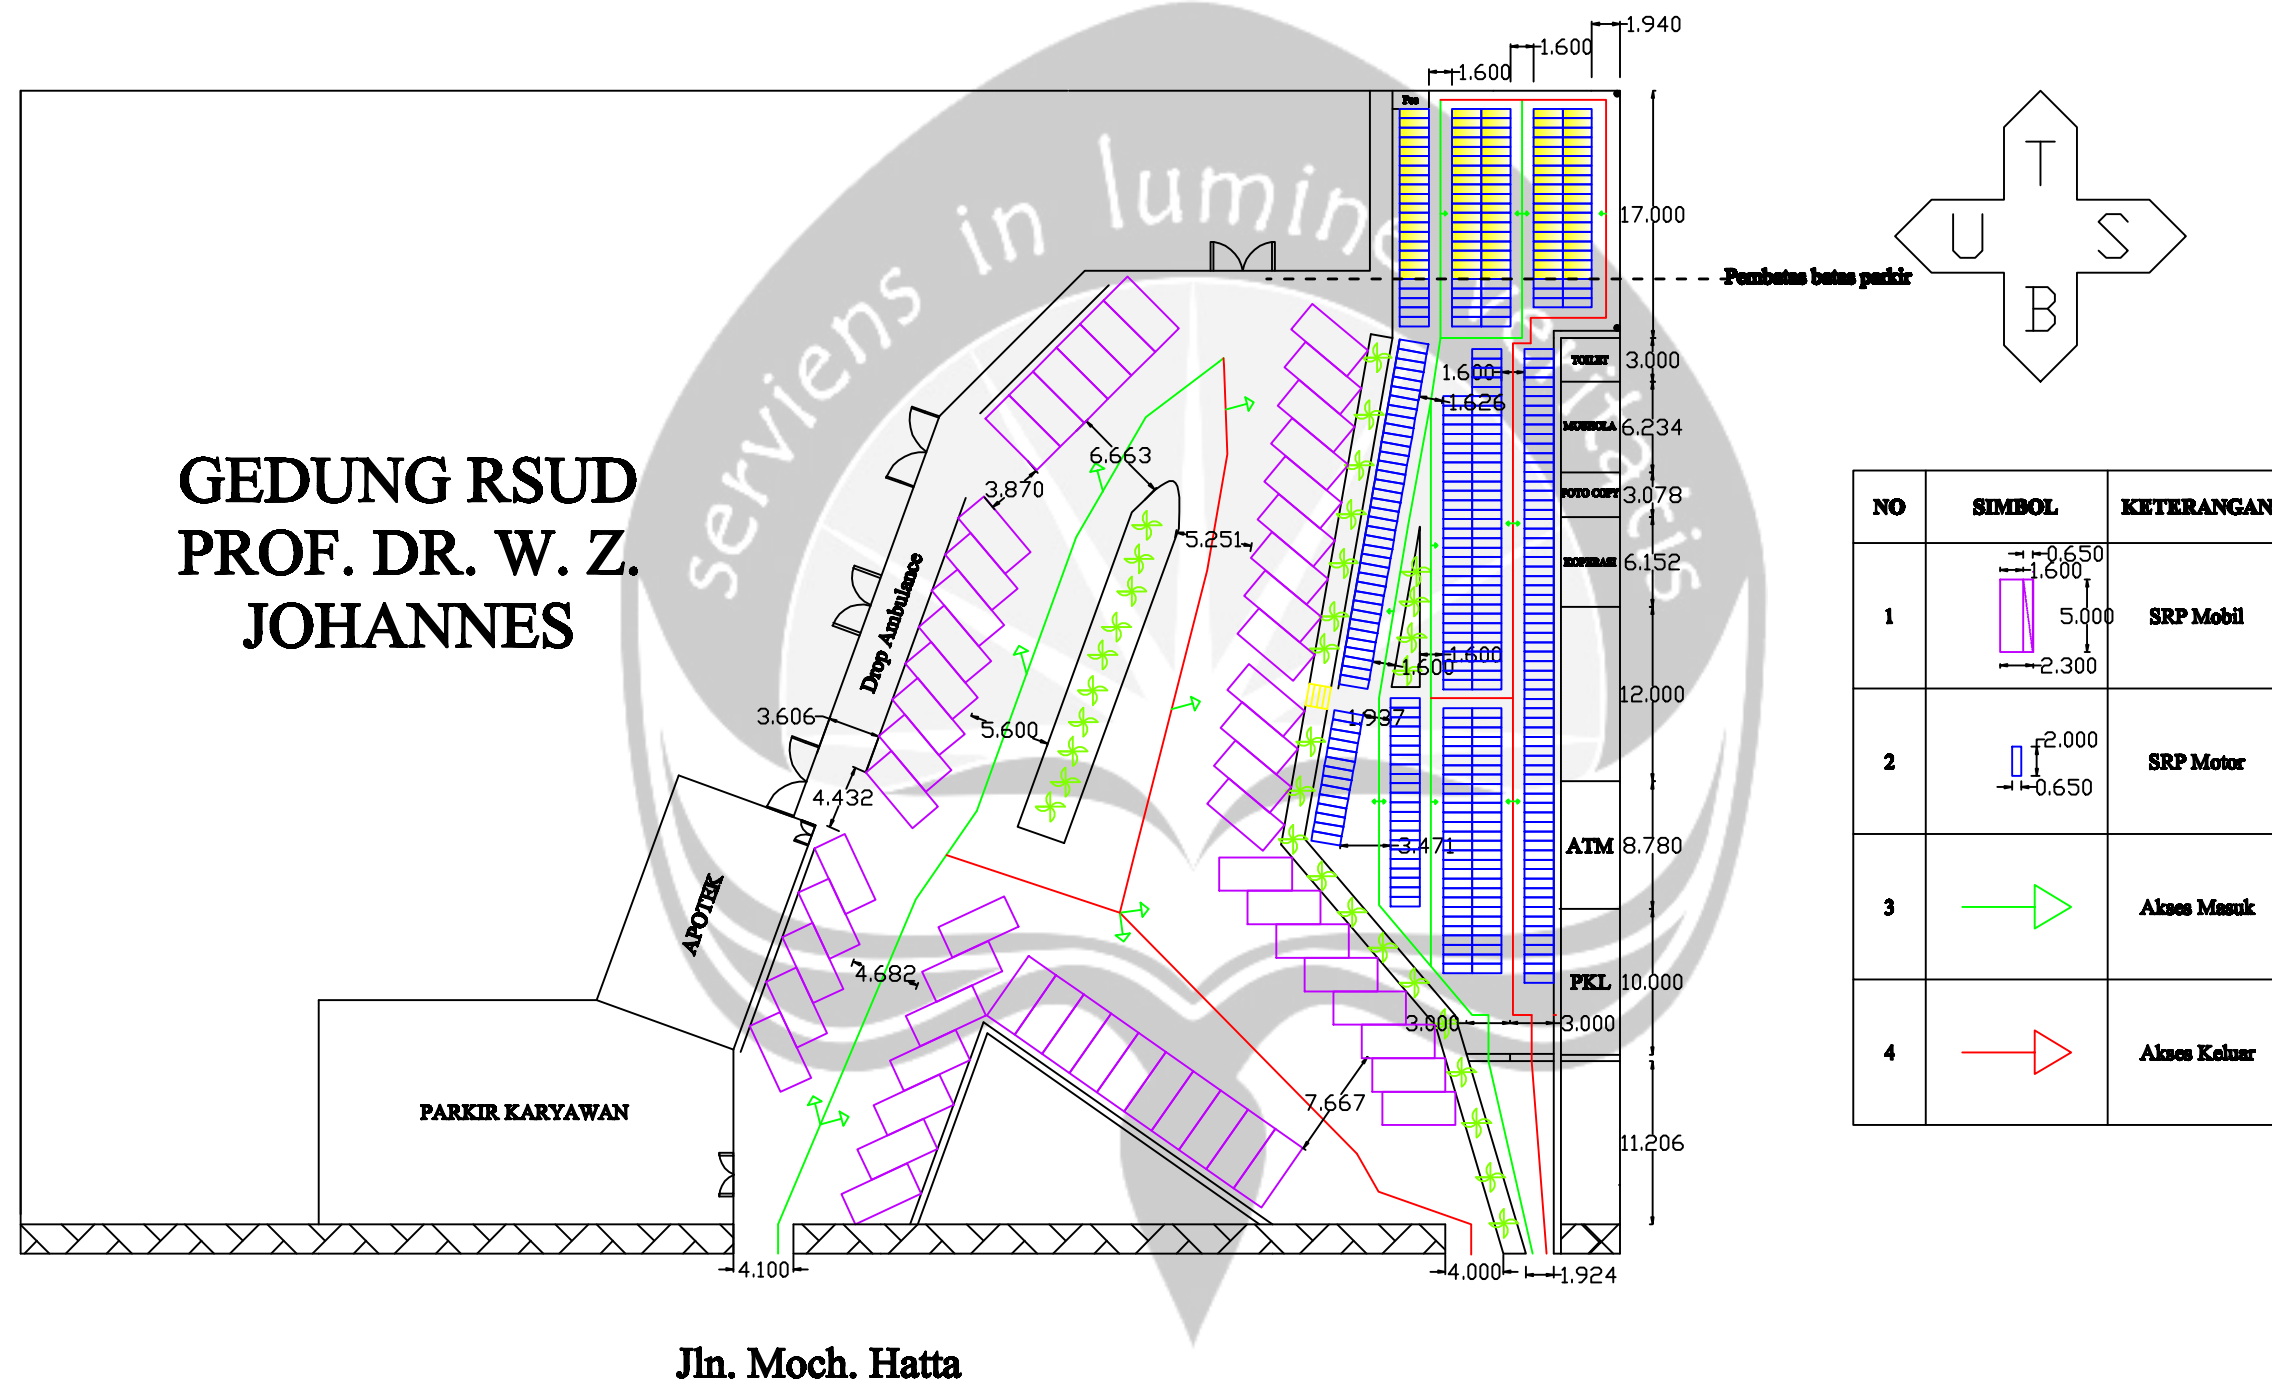 1.940
1.600
1.600
Pos
serviens in lumine veritatis
17.000
Pembatas batas parkir
T
U
S
B
TOILET
3.000
1.600
1.626
MUSHOLA
6.234
FOTO COPY
3.078
KOPERASI
6.152
GEDUNG RSUD
PROF. DR. W. Z.
JOHANNES
6.663
3.870
5.251
Drop Ambulance
1.600
1.600
12.000
3.606
5.600
1.937
4.432
3.471
ATM
8.780
APOTEK
4.682
PKL
10.000
3.000
3.000
PARKIR KARYAWAN
7.667
11.206
4.100
4.000
1.924
Jln. Moch. Hatta
NO
SIMBOL
KETERANGAN
1
0.650
1.600
5.000
2.300
SRP Mobil
2
2.000
0.650
SRP Motor
3
Akses Masuk
4
Akses Keluar